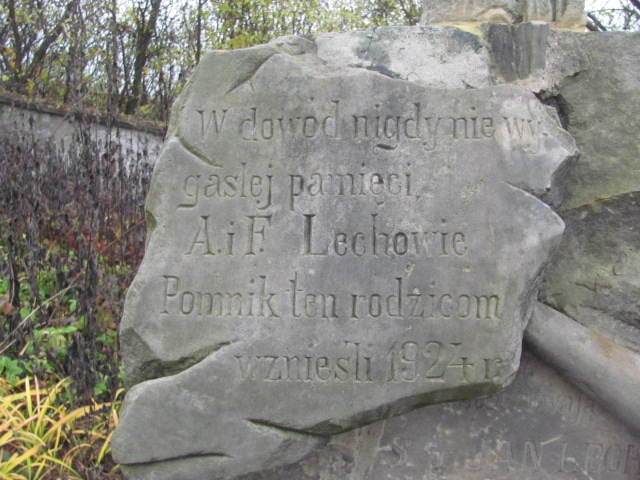 W dowód nigdy nie wy-
gasłej pamięci
A. i F. Lechowie
Pomnik ten rodzicom
wznieśli 1924 r.